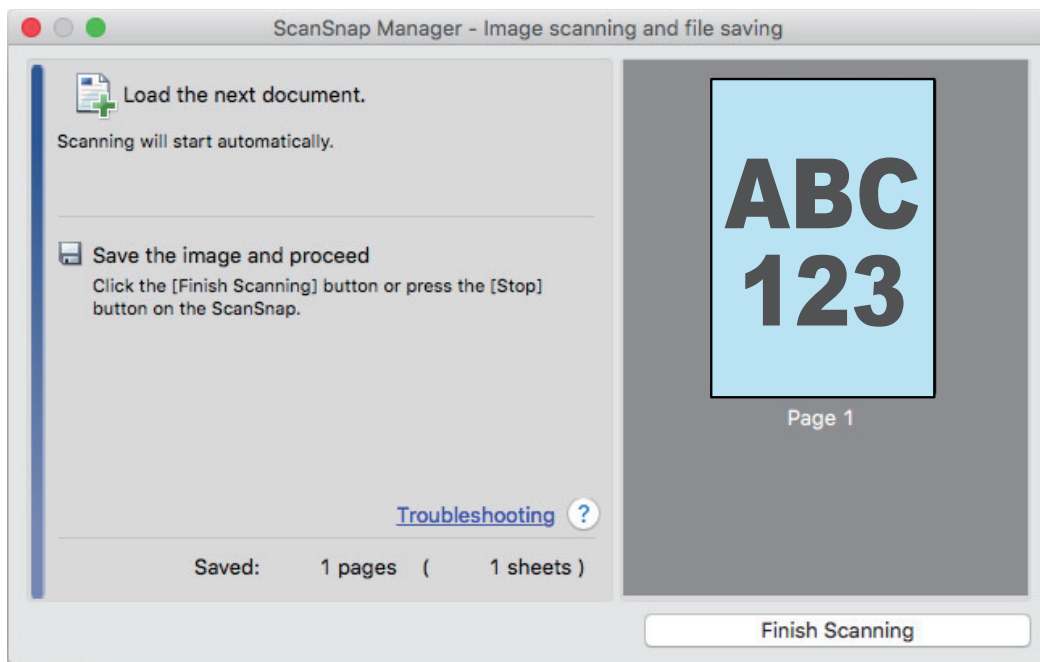 ScanSnap Manager - Image scanning and file saving
Load the next document.
Scanning will start automatically.
Save the image and proceed
Click the [Finish Scanning] button or press the [Stop]
button on the ScanSnap.
Troubleshooting ?
Saved: 1 pages ( 1 sheets )
ABC
123
Page 1
Finish Scanning